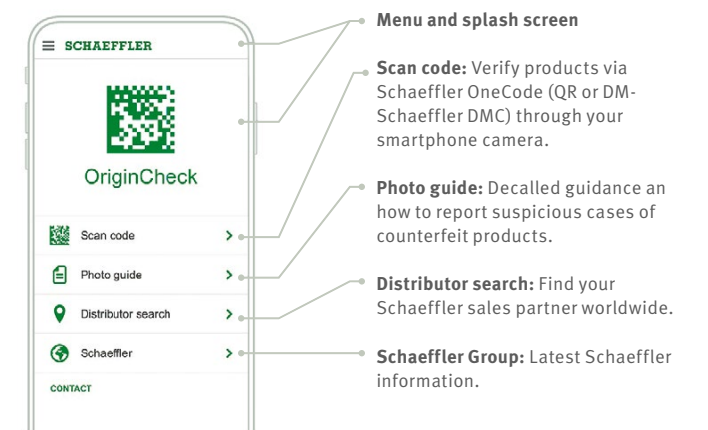 SCHAEFFLER
OriginCheck
Scan code
Photo guide
Distributor search
Schaeffler
CONTACT
Menu and splash screen
Scan code: Verify products via
Schaeffler OneCode (QR or DM-
Schaeffler DMC) through your
smartphone camera.
Photo guide: Decalled guidance an
how to report suspicious cases of
counterfeit products.
Distributor search: Find your
Schaeffler sales partner worldwide.
Schaeffler Group: Latest Schaeffler
information.